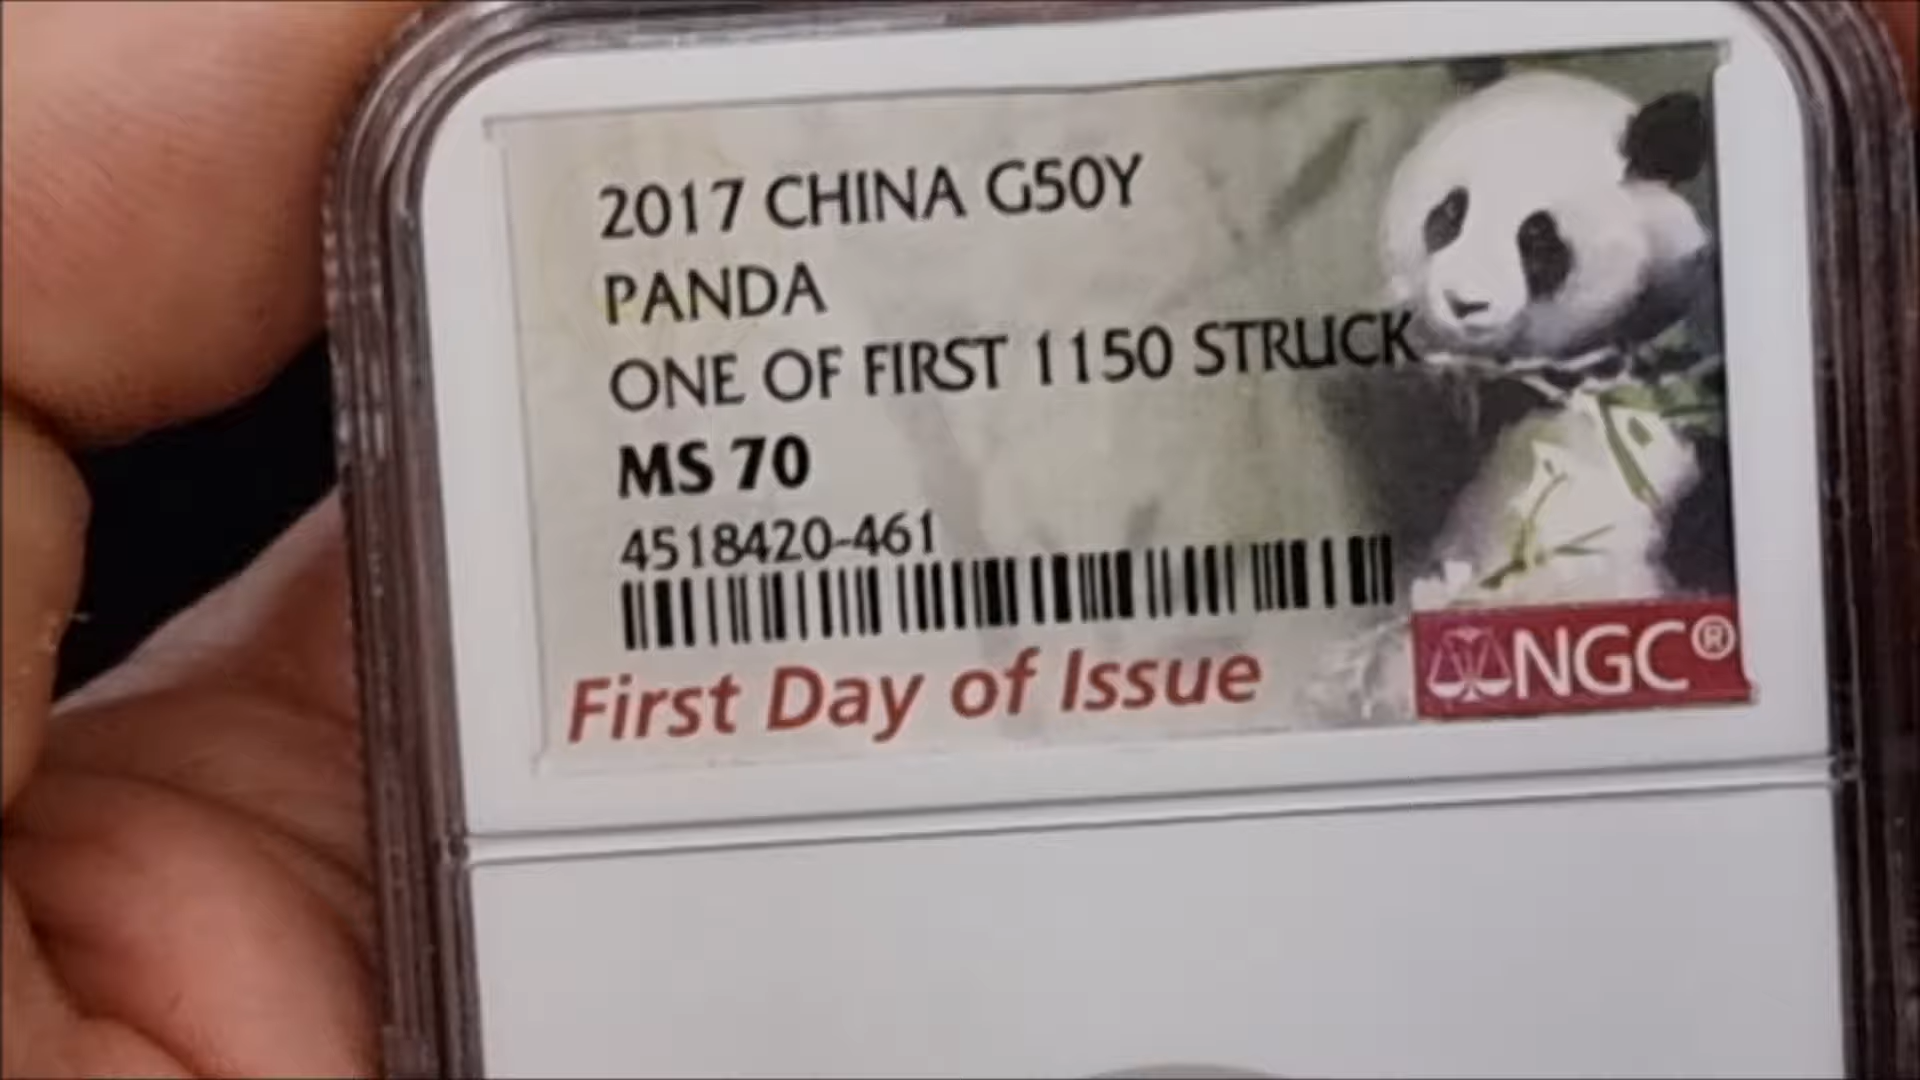 2017 CHINA G50Y
PANDA
ONE OF FIRST 1150 STRUCK
MS 70
4518420-461
First Day of Issue
NGC®